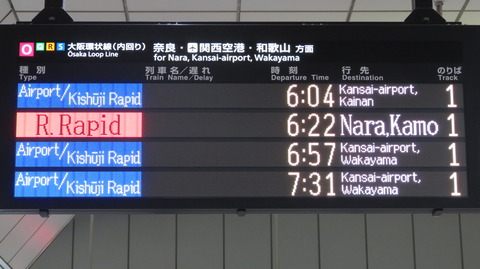 O Q R S 大阪環状線(内回り) 奈良・関西空港・和歌山 方面
Osaka Loop Line for Nara, Kansai-airport, Wakayama
種別 列車名/遅れ 時刻 行先 のりば
Type Train Name/Delay Departure Time Destination Track
Airport/Kishūji Rapid 6:04 Kansai-airport, Kainan 1
R. Rapid 6:22 Nara,Kamo 1
Airport/Kishūji Rapid 6:57 Kansai-airport, Wakayama 1
Airport/Kishūji Rapid 7:31 Kansai-airport, Wakayama 1